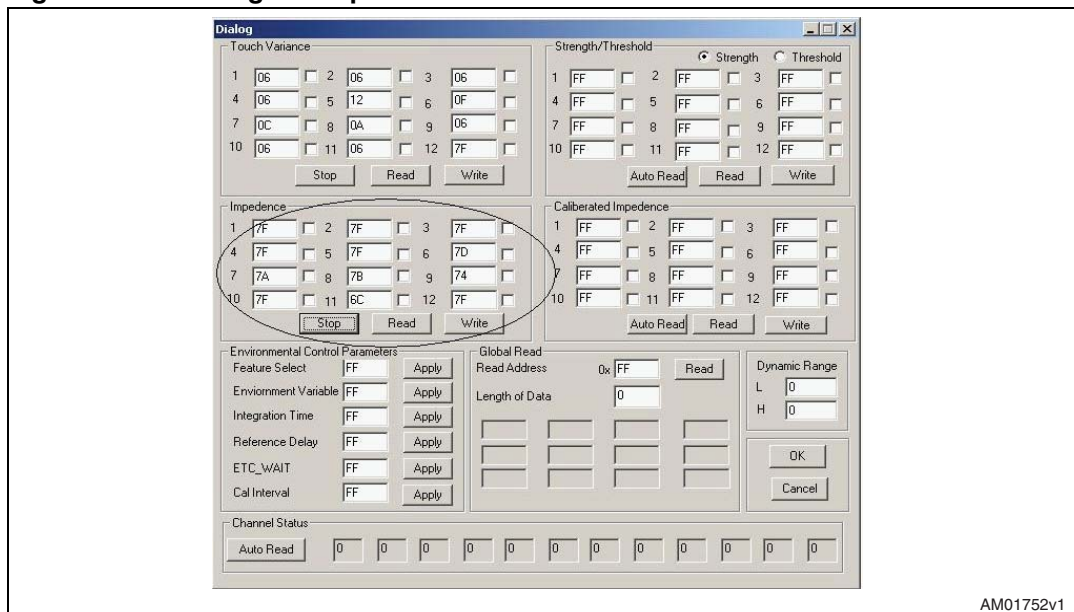 Dialog
Touch Variance
1 06 2 06 3 06
4 06 5 12 6 0F
7 0C 8 0A 9 06
10 06 11 06 12 7F
Stop Read Write
Strength/Threshold
Strength Threshold
1 FF 2 FF 3 FF
4 FF 5 FF 6 FF
7 FF 8 FF 9 FF
10 FF 11 FF 12 FF
Auto Read Read Write
Impedence
1 7F 2 7F 3 7F
4 7F 5 7F 6 7D
7 7A 8 7B 9 74
10 7F 11 6C 12 7F
Stop Read Write
Caliberated Impedence
1 FF 2 FF 3 FF
4 FF 5 FF 6 FF
7 FF 8 FF 9 FF
10 FF 11 FF 12 FF
Auto Read Read Write
Environmental Control Parameters
Feature Select FF Apply
Enviornment Variable FF Apply
Integration Time FF Apply
Reference Delay FF Apply
ETC_WAIT FF Apply
Cal Interval FF Apply
Global Read
Read Address 0x FF Read
Length of Data 0
Dynamic Range
L 0
H 0
OK
Cancel
Channel Status
Auto Read 0 0 0 0 0 0 0 0 0 0 0 0
AM01752v1